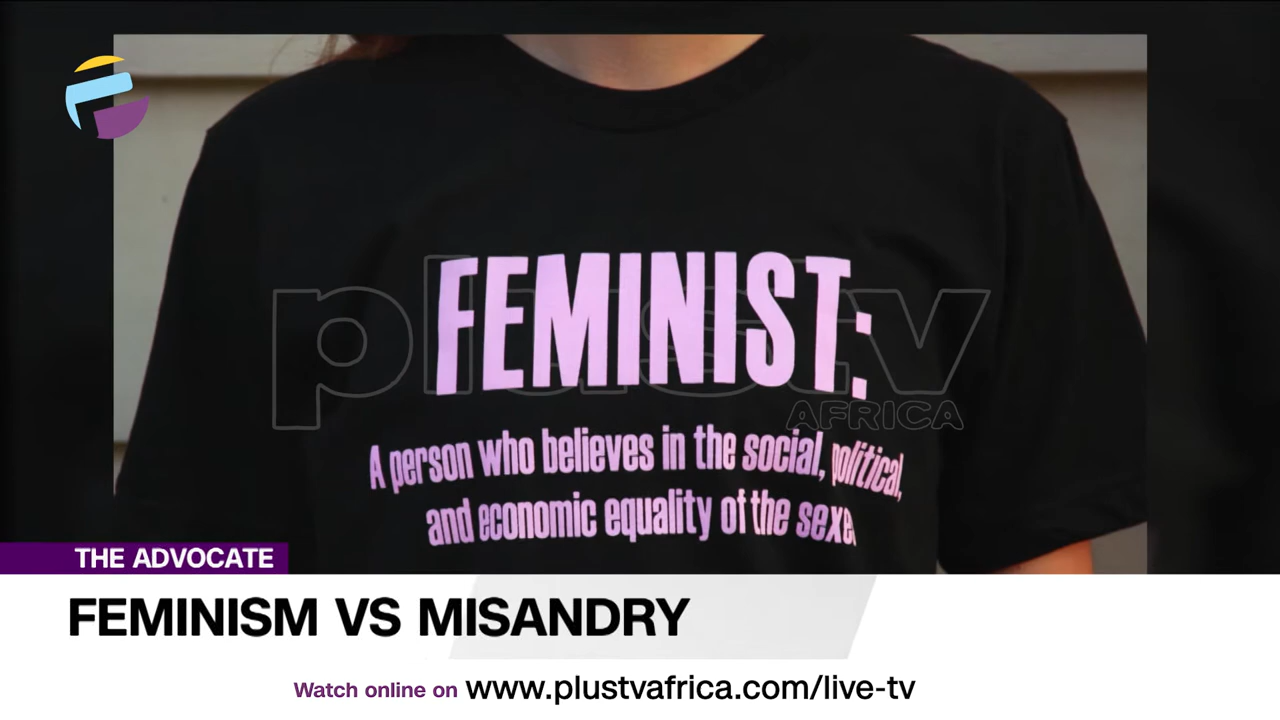 FEMINIST:
A person who believes in the social, political,
and economic equality of the sexe
plustv
AFRICA
THE ADVOCATE
FEMINISM VS MISANDRY
Watch online on www.plustvafrica.com/live-tv